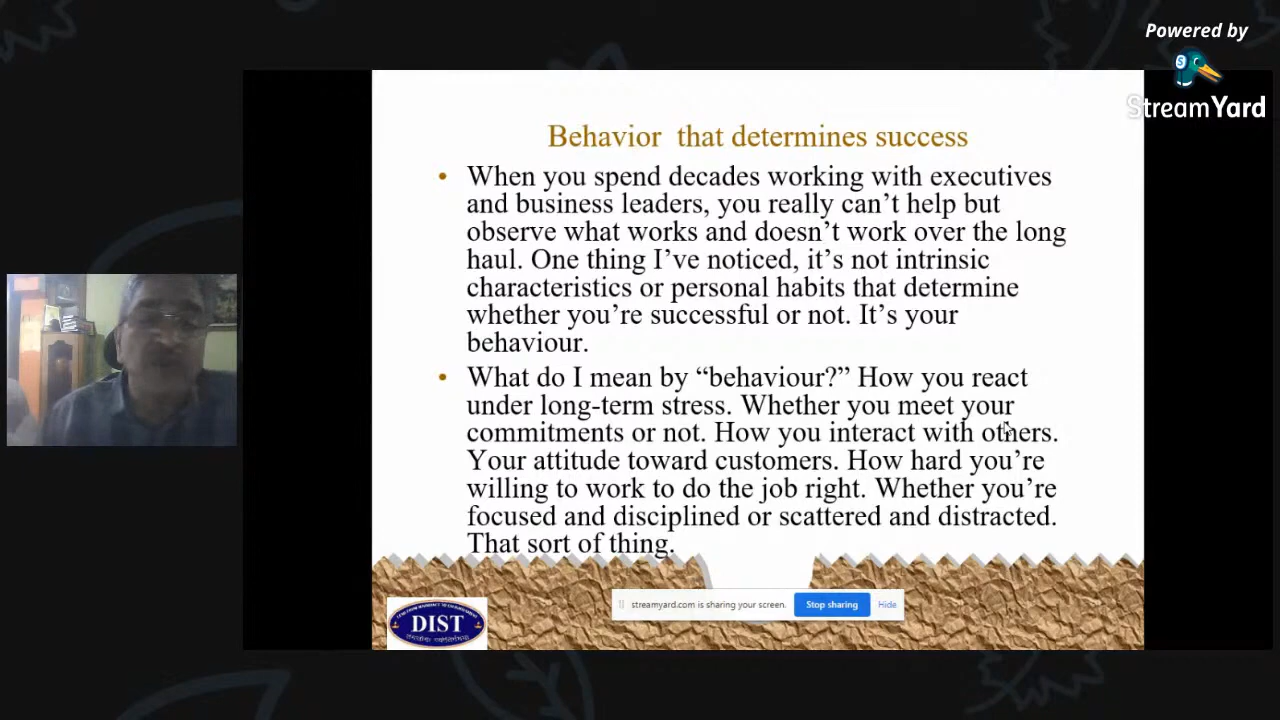 Powered by
StreamYard
Behavior that determines success
• When you spend decades working with executives
and business leaders, you really can’t help but
observe what works and doesn’t work over the long
haul. One thing I’ve noticed, it’s not intrinsic
characteristics or personal habits that determine
whether you’re successful or not. It’s your
behaviour.
• What do I mean by “behaviour?” How you react
under long-term stress. Whether you meet your
commitments or not. How you interact with others.
Your attitude toward customers. How hard you’re
willing to work to do the job right. Whether you’re
focused and disciplined or scattered and distracted.
That sort of thing.
streamyard.com is sharing your screen. Stop sharing Hide
DIST